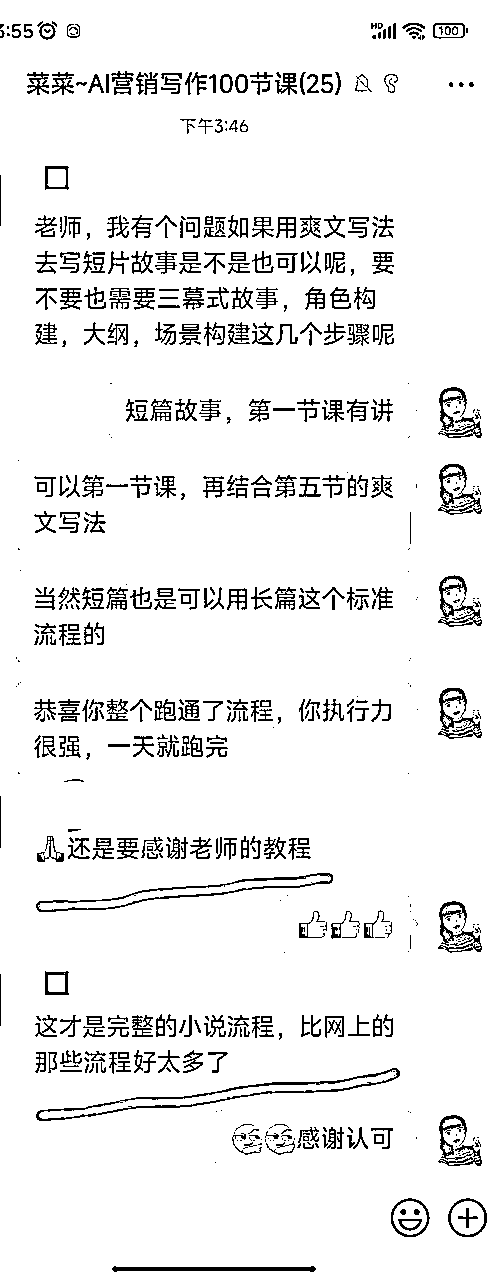 3:55
HD
100
菜菜~AI营销写作100节课(25)
下午3:46
老师，我有个问题如果用爽文写法
去写短片故事是不是也可以呢，要
不要也需要三幕式故事，角色构
建，大纲，场景构建这几个步骤呢
短篇故事，第一节课有讲
可以第一节课，再结合第五节的爽
文写法
当然短篇也是可以用长篇这个标准
流程的
恭喜你整个跑通了流程，你执行力
很强，一天就跑完
🙏还是要感谢老师的教程
👍👍👍
这才是完整的小说流程，比网上的
那些流程好太多了
感谢认可